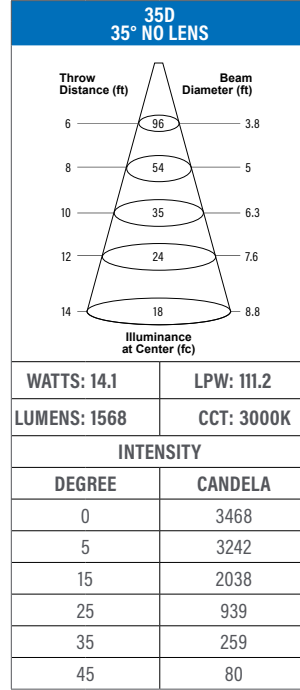 35D
35° NO LENS
Throw Beam
Distance (ft) Diameter (ft)
6 96 3.8
8 54 5
10 35 6.3
12 24 7.6
14 18 8.8
Illuminance
at Center (fc)
WATTS: 14.1 LPW: 111.2
LUMENS: 1568 CCT: 3000K
INTENSITY
DEGREE CANDELA
0 3468
5 3242
15 2038
25 939
35 259
45 80